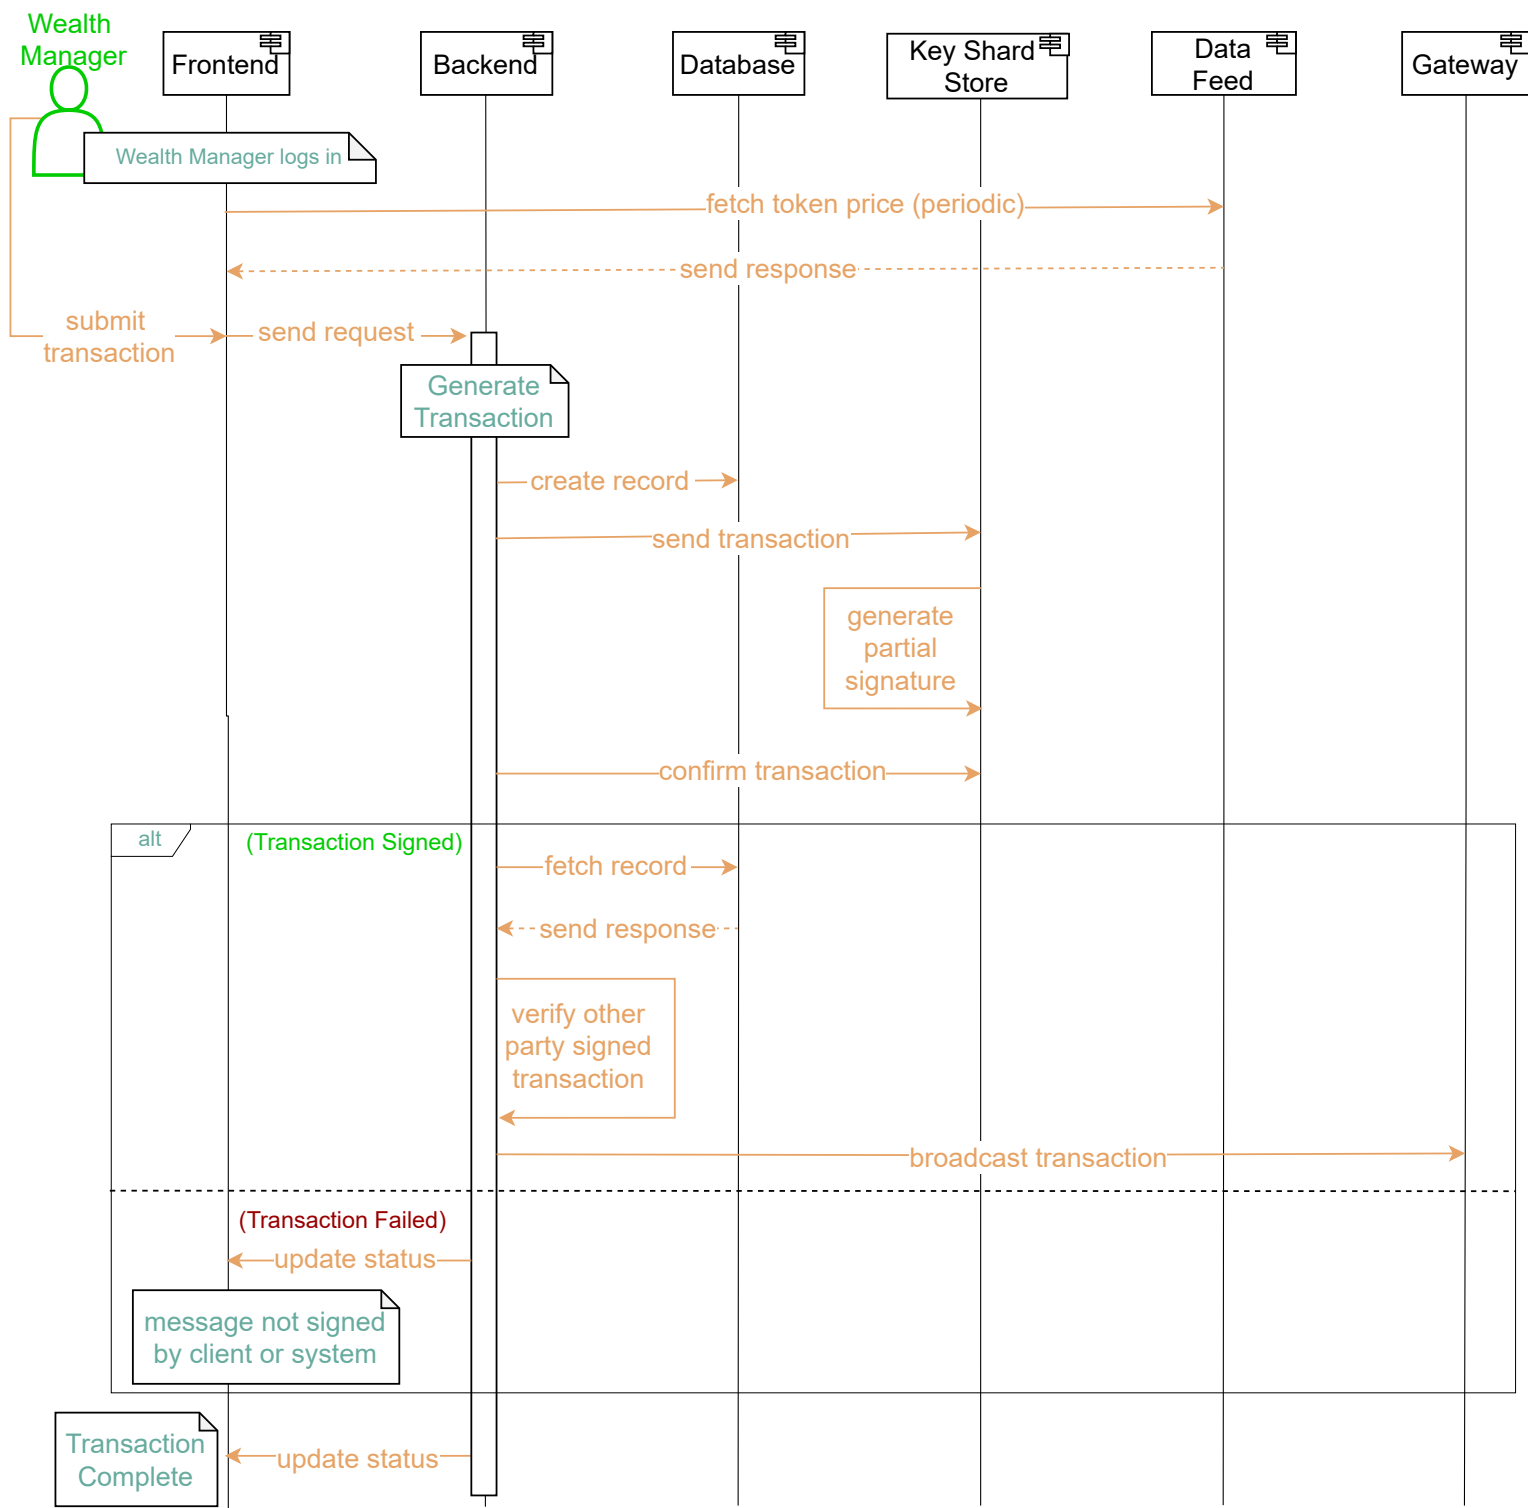 Wealth
Manager
Frontend
Backend
Database
Key Shard
Store
Data
Feed
Gateway
Wealth Manager logs in
fetch token price (periodic)
send response
submit
transaction
send request
Generate
Transaction
create record
send transaction
generate
partial
signature
confirm transaction
alt
(Transaction Signed)
fetch record
send response
verify other
party signed
transaction
broadcast transaction
(Transaction Failed)
update status
message not signed
by client or system
Transaction
Complete
update status